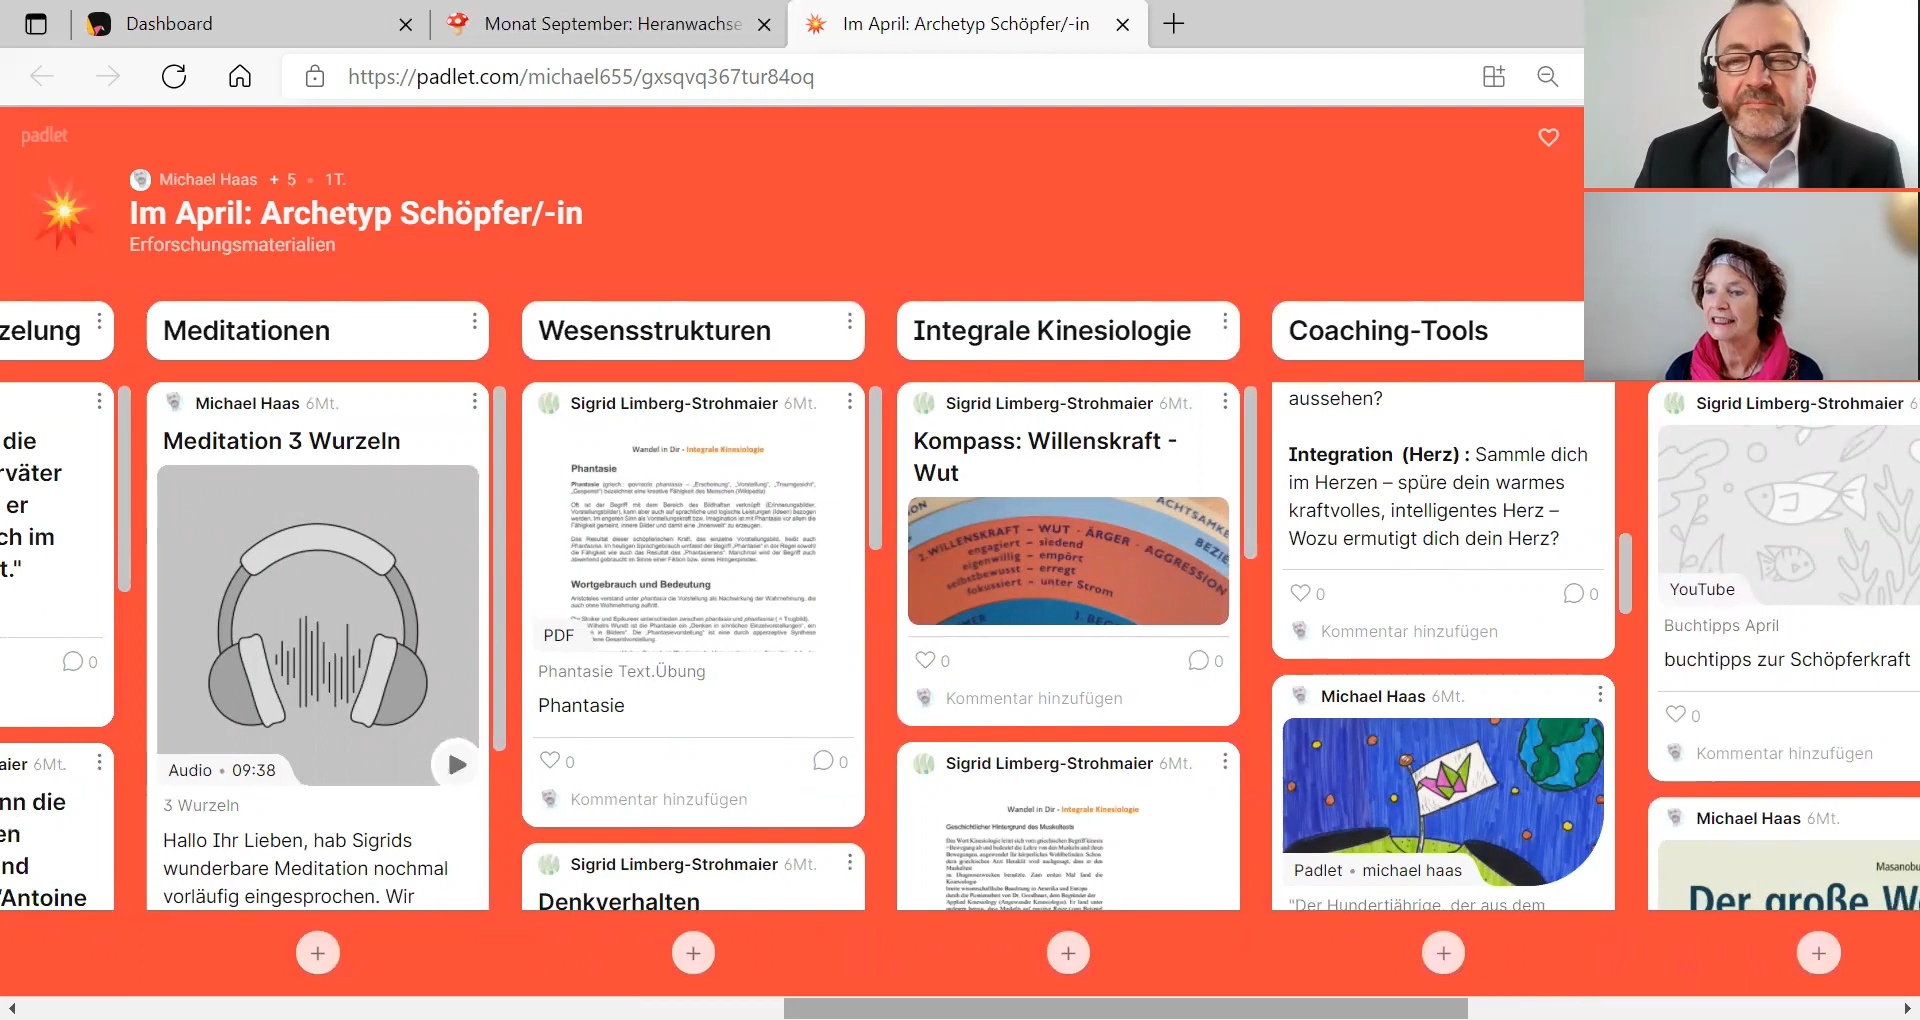 Dashboard
Monat September: Heranwachse
Im April: Archetyp Schöpfer/-in
https://padlet.com/michael655/gxsqvq367tur84oq
padlet
Michael Haas + 5 • 1T.
Im April: Archetyp Schöpfer/-in
Erforschungsmaterialien
zelung
die
rväter
er
ch im
t."
0
aier 6Mt.
nn die
en
nd
'Antoine
Meditationen
Michael Haas 6Mt.
Meditation 3 Wurzeln
Audio • 09:38
3 Wurzeln
Hallo Ihr Lieben, hab Sigrids
wunderbare Meditation nochmal
vorläufig eingesprochen. Wir
Wesensstrukturen
Sigrid Limberg-Strohmaier 6Mt.
Wandel in Dir - Integrale Kinesiologie
Phantasie
Wortgebrauch und Bedeutung
PDF
Phantasie Text.Übung
Phantasie
0
0
Kommentar hinzufügen
Sigrid Limberg-Strohmaier 6Mt.
Denkverhalten
Integrale Kinesiologie
Sigrid Limberg-Strohmaier 6Mt.
Kompass: Willenskraft -
Wut
ACHTSAMKE
BEZIE
2.WILLENSKRAFT – WUT - ÄRGER - AGGRESSION
engagiert – siedend
eigenwillig – empört
selbstbewusst – erregt
fokussiert – unter Strom
0
0
Kommentar hinzufügen
Sigrid Limberg-Strohmaier 6Mt.
Wandel in Dir - Integrale Kinesiologie
Geschichtlicher Hintergrund des Muskeltests
Coaching-Tools
aussehen?
Integration (Herz) : Sammle dich
im Herzen – spüre dein warmes
kraftvolles, intelligentes Herz –
Wozu ermutigt dich dein Herz?
0
0
Kommentar hinzufügen
Michael Haas 6Mt.
Padlet • michael haas
"Der Hundertjährige, der aus dem
Sigrid Limberg-Strohmaier 6
YouTube
Buchtipps April
buchtipps zur Schöpferkraft
0
Kommentar hinzufügen
Michael Haas 6Mt.
Masanobu
Der große W